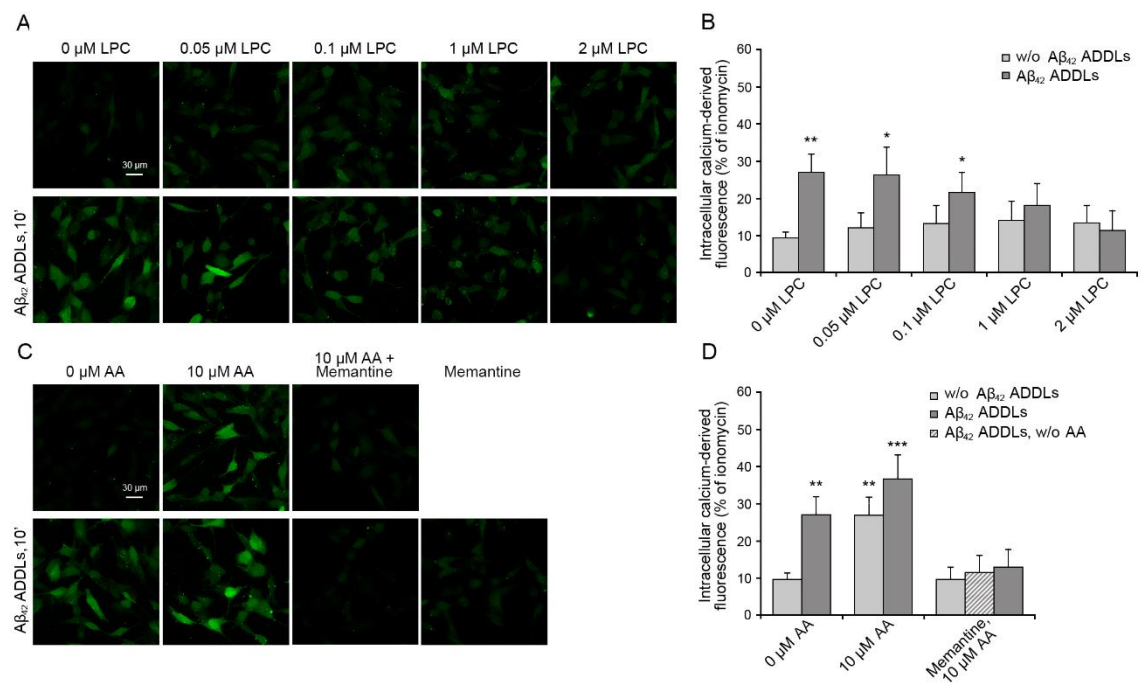 A
0 µM LPC 0.05 µM LPC 0.1 µM LPC 1 µM LPC 2 µM LPC
30 µm
Aβ₄₂ ADDLs, 10'
B
Intracellular calcium-derived
fluorescence (% of ionomycin)
60
50
40
30
20
10
0
w/o Aβ₄₂ ADDLs
Aβ₄₂ ADDLs
** * *
0 µM LPC 0.05 µM LPC 0.1 µM LPC 1 µM LPC 2 µM LPC
C
0 µM AA 10 µM AA 10 µM AA + Memantine Memantine
30 µm
Aβ₄₂ ADDLs, 10'
D
Intracellular calcium-derived
fluorescence (% of ionomycin)
60
50
40
30
20
10
0
w/o Aβ₄₂ ADDLs
Aβ₄₂ ADDLs
Aβ₄₂ ADDLs, w/o AA
** ** ***
0 µM AA 10 µM AA Memantine,
10 µM AA